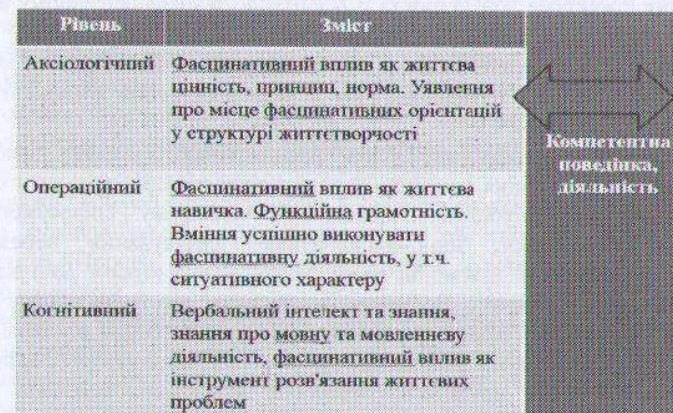 Рівень Зміст
Аксіологічний Фасцинативний вплив як життєва
цінність, принцип, норма. Уявлення
про місце фасцинативних орієнтацій
у структурі життєтворчості
Операційний Фасцинативний вплив як життєва
навичка. Функційна грамотність.
Вміння успішно виконувати
фасцинативну діяльність, у т.ч.
ситуативного характеру
Когнітивний Вербальний інтелект та знання,
знання про мовну та мовленнєву
діяльність, фасцинативний вплив як
інструмент розв'язання життєвих
проблем
Компетентна
поведінка,
діяльність